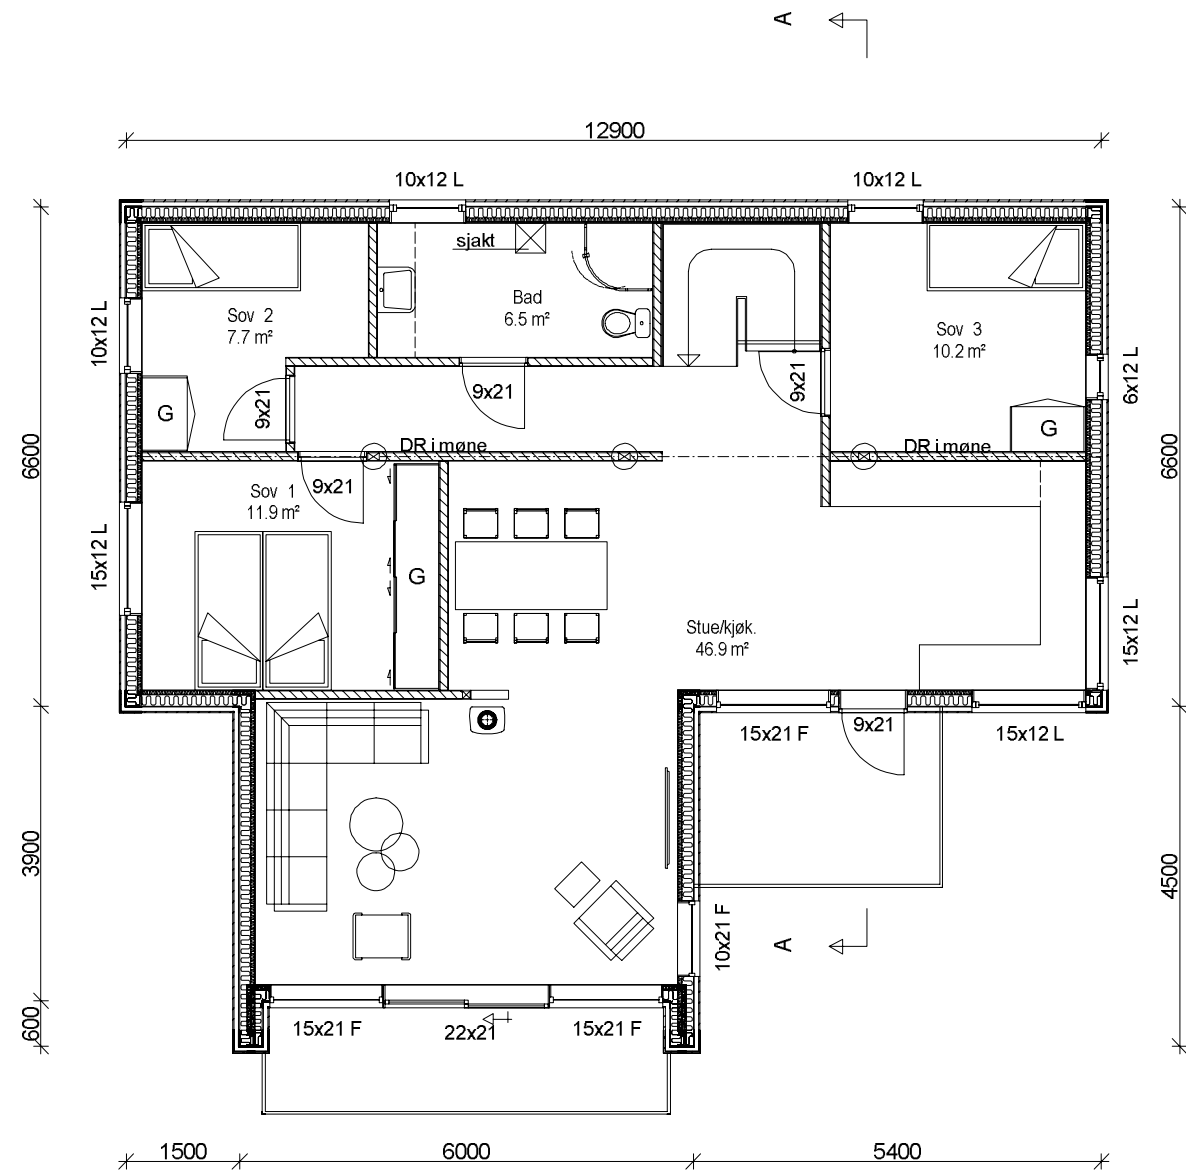 A
12900
10x12 L
10x12 L
sjakt
Bad
6.5 m²
Sov 2
7.7 m²
Sov 3
10.2 m²
10x12 L
6x12 L
G
9x21
9x21
9x21
G
DR i møne
DR i møne
6600
6600
9x21
Sov 1
11.9 m²
15x12 L
G
Stue/kjøk.
46.9 m²
15x12 L
15x21 F
9x21
15x12 L
3900
4500
10x21 F
A
600
15x21 F
22x21
15x21 F
1500
6000
5400